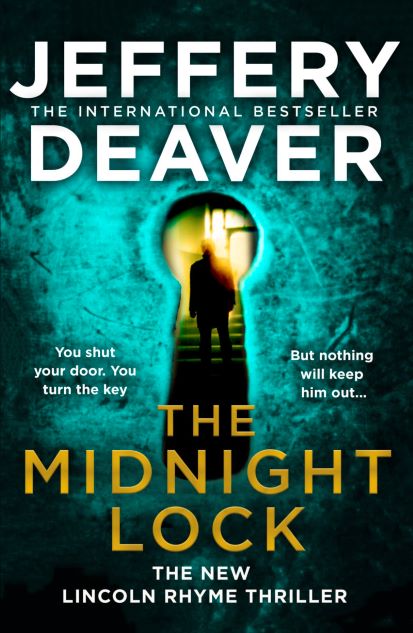 JEFFERY
THE INTERNATIONAL BESTSELLER
DEAVER
You shut
your door. You
turn the key
But nothing
will keep
him out...
THE
MIDNIGHT
LOCK
THE NEW
LINCOLN RHYME THRILLER